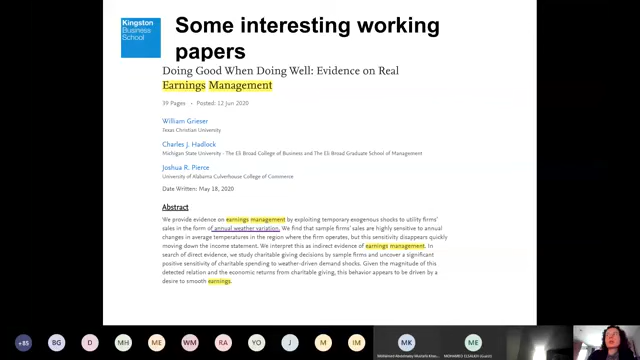 Kingston
Business
School
Some interesting working
papers
Doing Good When Doing Well: Evidence on Real
Earnings Management
39 Pages • Posted: 12 Jun 2020
William Grieser
Texas Christian University
Charles J. Hadlock
Michigan State University - The Eli Broad College of Business and The Eli Broad Graduate School of Management
Joshua R. Pierce
University of Alabama Culverhouse College of Commerce
Date Written: May 18, 2020
Abstract
We provide evidence on earnings management by exploiting temporary exogenous shocks to utility firms'
sales in the form of annual weather variation. We find that sample firms' sales are highly sensitive to annual
changes in average temperatures in the region where the firm operates, but this sensitivity disappears quickly
moving down the income statement. We interpret this as indirect evidence of earnings management. In
search of direct evidence, we study charitable giving decisions by sample firms and uncover a significant
positive sensitivity of charitable spending to weather-driven demand shocks. Given the magnitude of this
detected relation and the economic returns from charitable giving, this behavior appears to be driven by a
desire to smooth earnings.
+85
BG
D
MH
ME
WM
RA
YO
J
M
IM
MK
ME